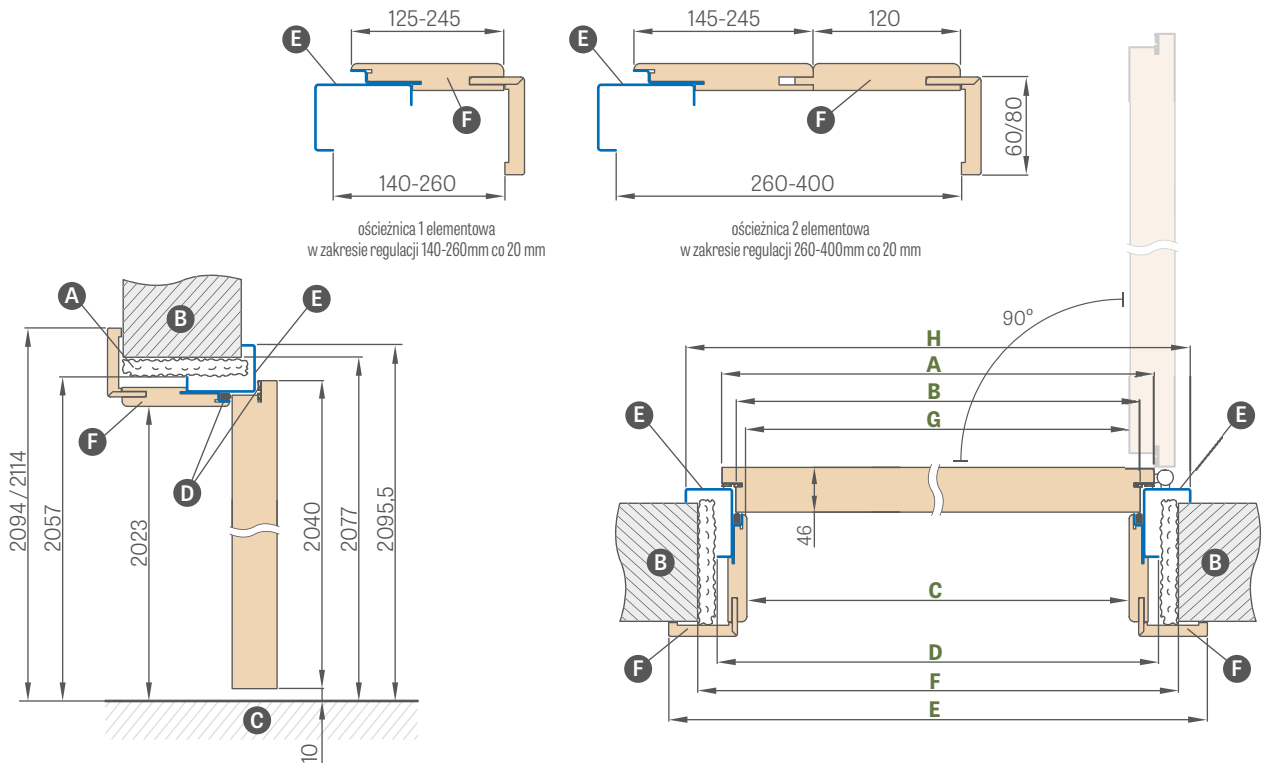 125-245
145-245
120
E
E
F
F
60/80
140-260
260-400
ościeżnica 1 elementowa
w zakresie regulacji 140-260mm co 20 mm
ościeżnica 2 elementowa
w zakresie regulacji 260-400mm co 20 mm
A
B
E
F
D
2094 / 2114
2057
2023
2040
2077
2095,5
C
10
90°
H
A
B
G
E
E
46
B
B
C
D
F
F
F
E